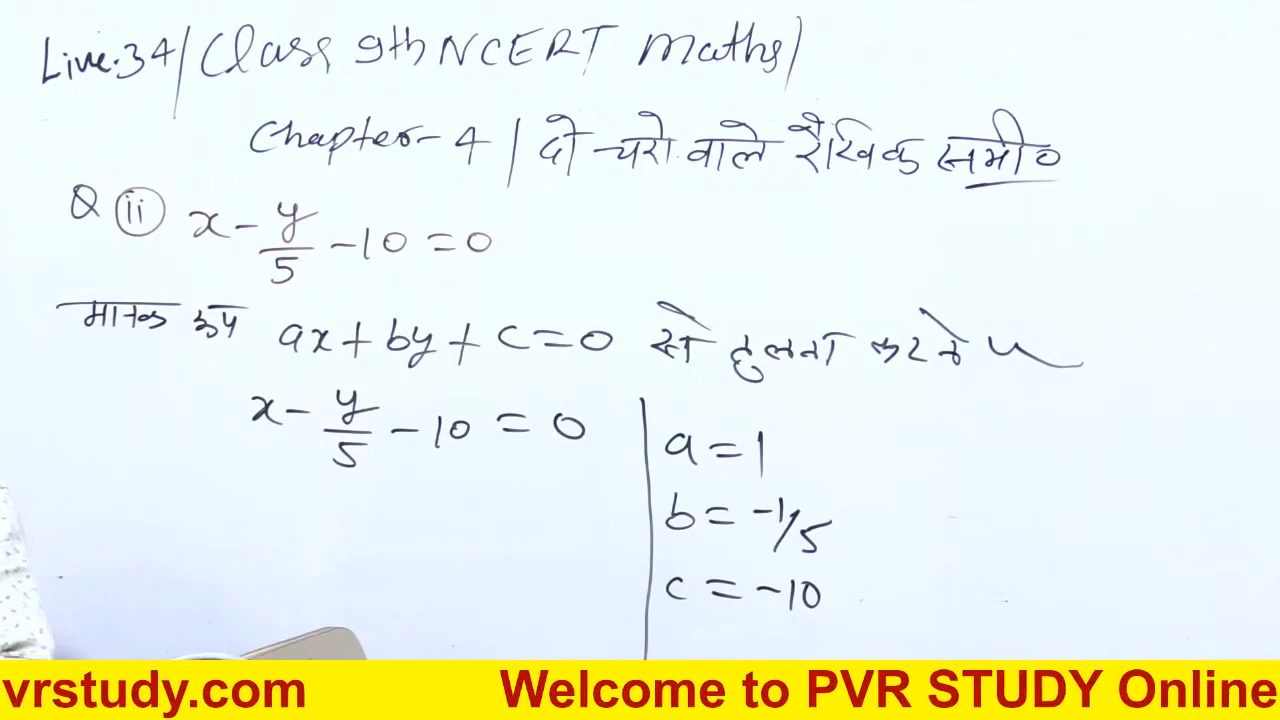 Live.34/Class 9th NCERT Maths/
Chapter-4/दो चरो वाले रैखिक समी०
Q (ii) x - y/5 - 10 = 0
मानक रूप ax + by + c = 0 से तुलना करने पर
x - y/5 - 10 = 0
a = 1
b = -1/5
c = -10
vrstudy.com Welcome to PVR STUDY Online